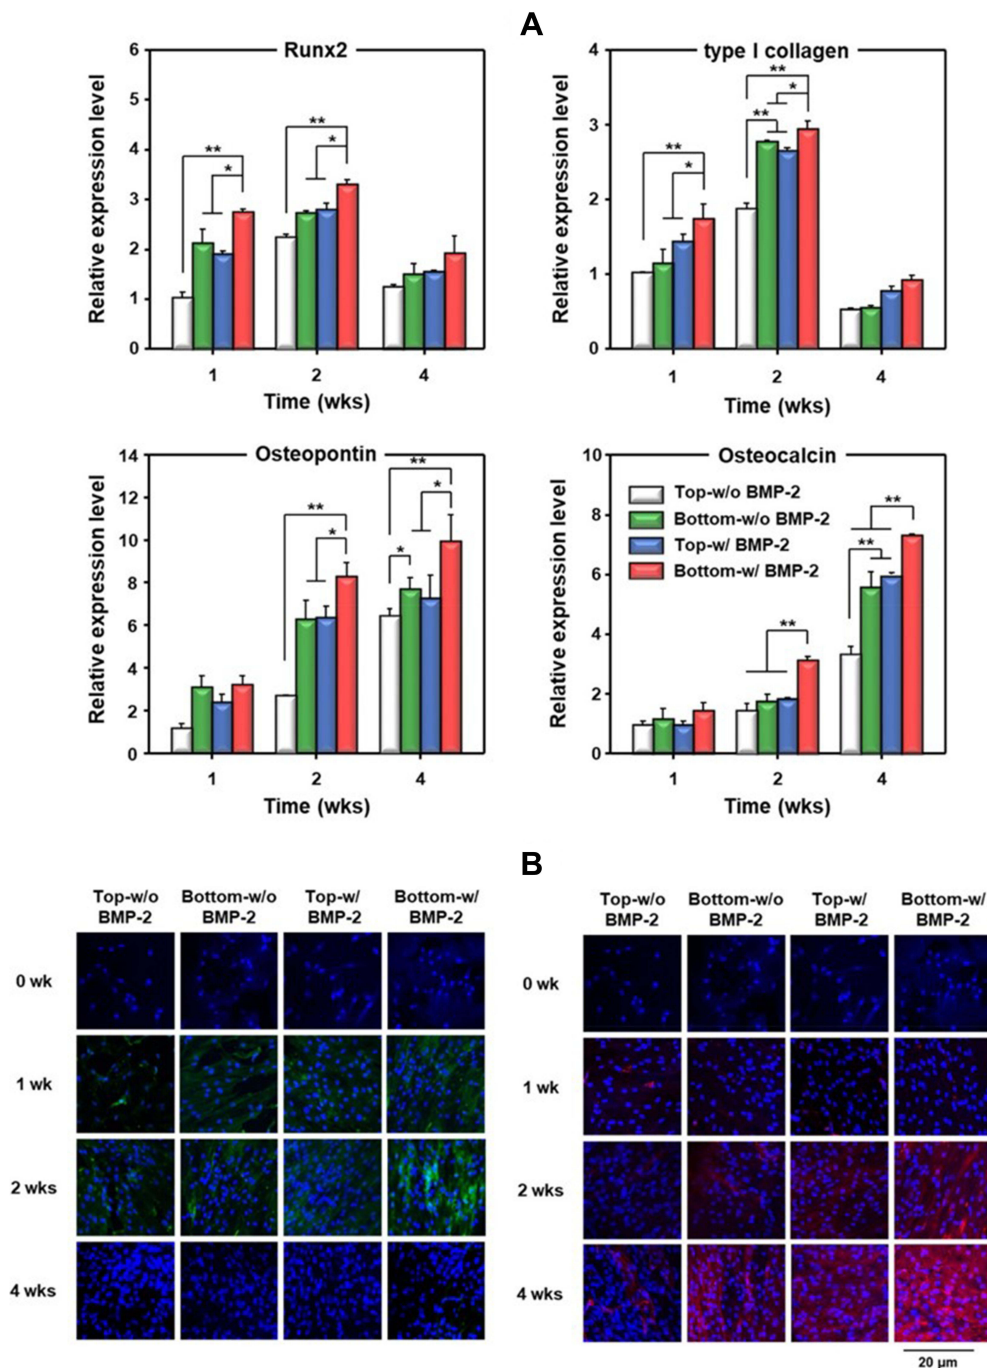 A
Runx2
Relative expression level
6
5
4
3
2
1
0
**
*
**
*
1 2 4
Time (wks)
type I collagen
Relative expression level
4
3
2
1
0
**
*
**
*
**
1 2 4
Time (wks)
Osteopontin
Relative expression level
14
12
10
8
6
4
2
0
**
*
**
*
*
1 2 4
Time (wks)
Osteocalcin
Relative expression level
10
8
6
4
2
0
Top-w/o BMP-2
Bottom-w/o BMP-2
Top-w/ BMP-2
Bottom-w/ BMP-2
**
**
**
1 2 4
Time (wks)
B
Top-w/o BMP-2
Bottom-w/o BMP-2
Top-w/ BMP-2
Bottom-w/ BMP-2
0 wk
1 wk
2 wks
4 wks
Top-w/o BMP-2
Bottom-w/o BMP-2
Top-w/ BMP-2
Bottom-w/ BMP-2
0 wk
1 wk
2 wks
4 wks
20 µm